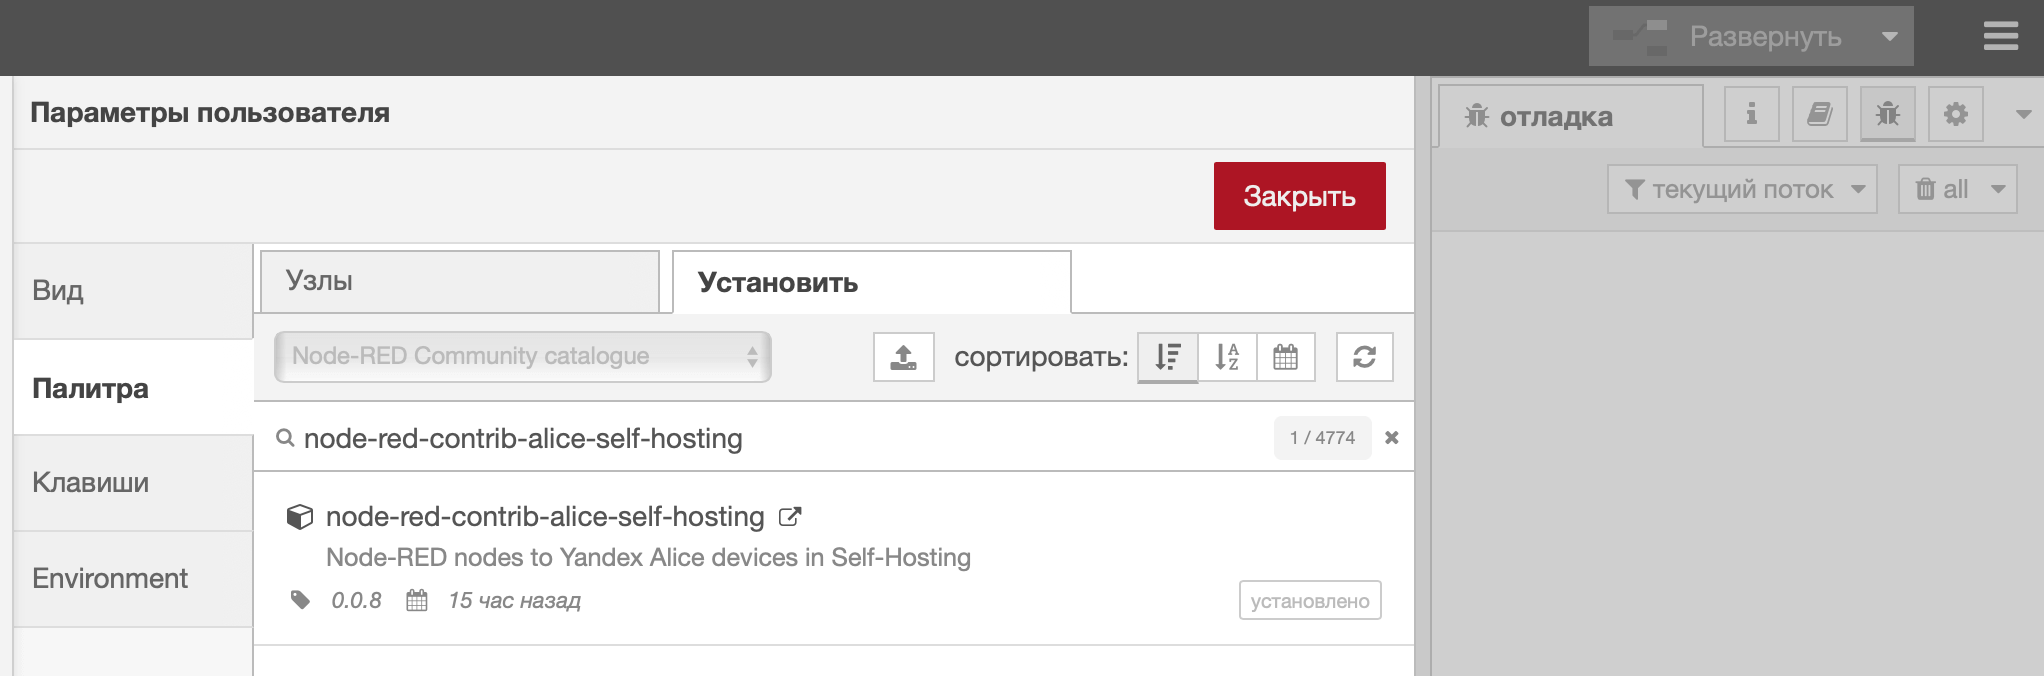 Развернуть
Параметры пользователя
отладка
Закрыть
текущий поток
all
Вид
Узлы
Установить
Node-RED Community catalogue
сортировать:
Палитра
node-red-contrib-alice-self-hosting
1 / 4774
Клавиши
node-red-contrib-alice-self-hosting
Node-RED nodes to Yandex Alice devices in Self-Hosting
Environment
0.0.8
15 час назад
установлено